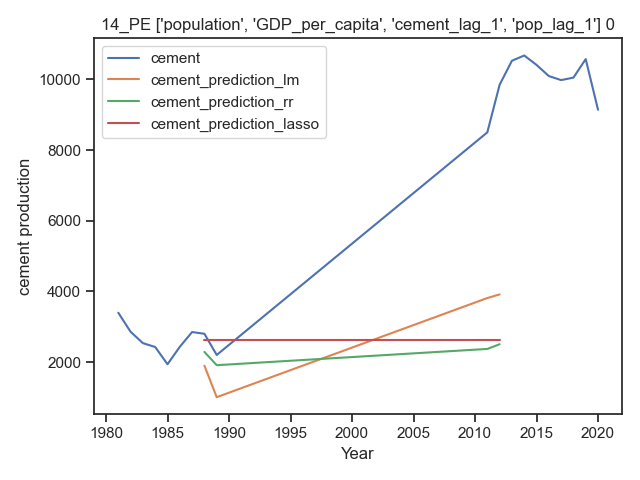 14_PE ['population', 'GDP_per_capita', 'cement_lag_1', 'pop_lag_1'] 0
cement
cement_prediction_lm
cement_prediction_rr
cement_prediction_lasso
10000
8000
6000
4000
2000
cement production
1980 1985 1990 1995 2000 2005 2010 2015 2020
Year